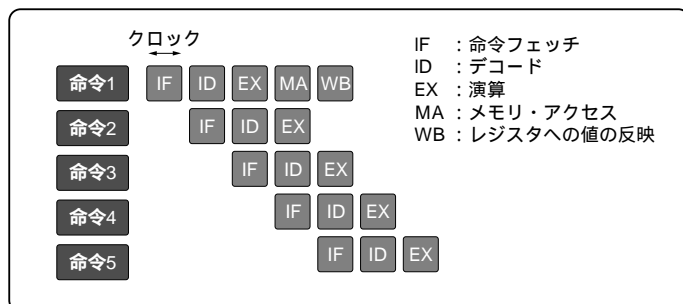 クロック
命令1 IF ID EX MA WB
命令2 IF ID EX
命令3 IF ID EX
命令4 IF ID EX
命令5 IF ID EX
IF ：命令フェッチ
ID ：デコード
EX ：演算
MA ：メモリ・アクセス
WB ：レジスタへの値の反映